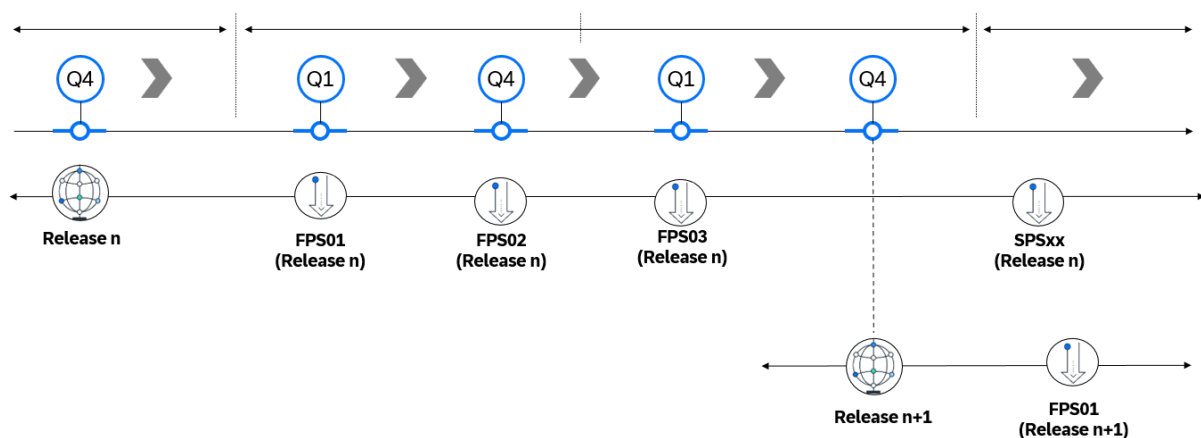 Q4
Q1
Q4
Q1
Q4
Release n
FPS01
(Release n)
FPS02
(Release n)
FPS03
(Release n)
SPSxx
(Release n)
Release n+1
FPS01
(Release n+1)